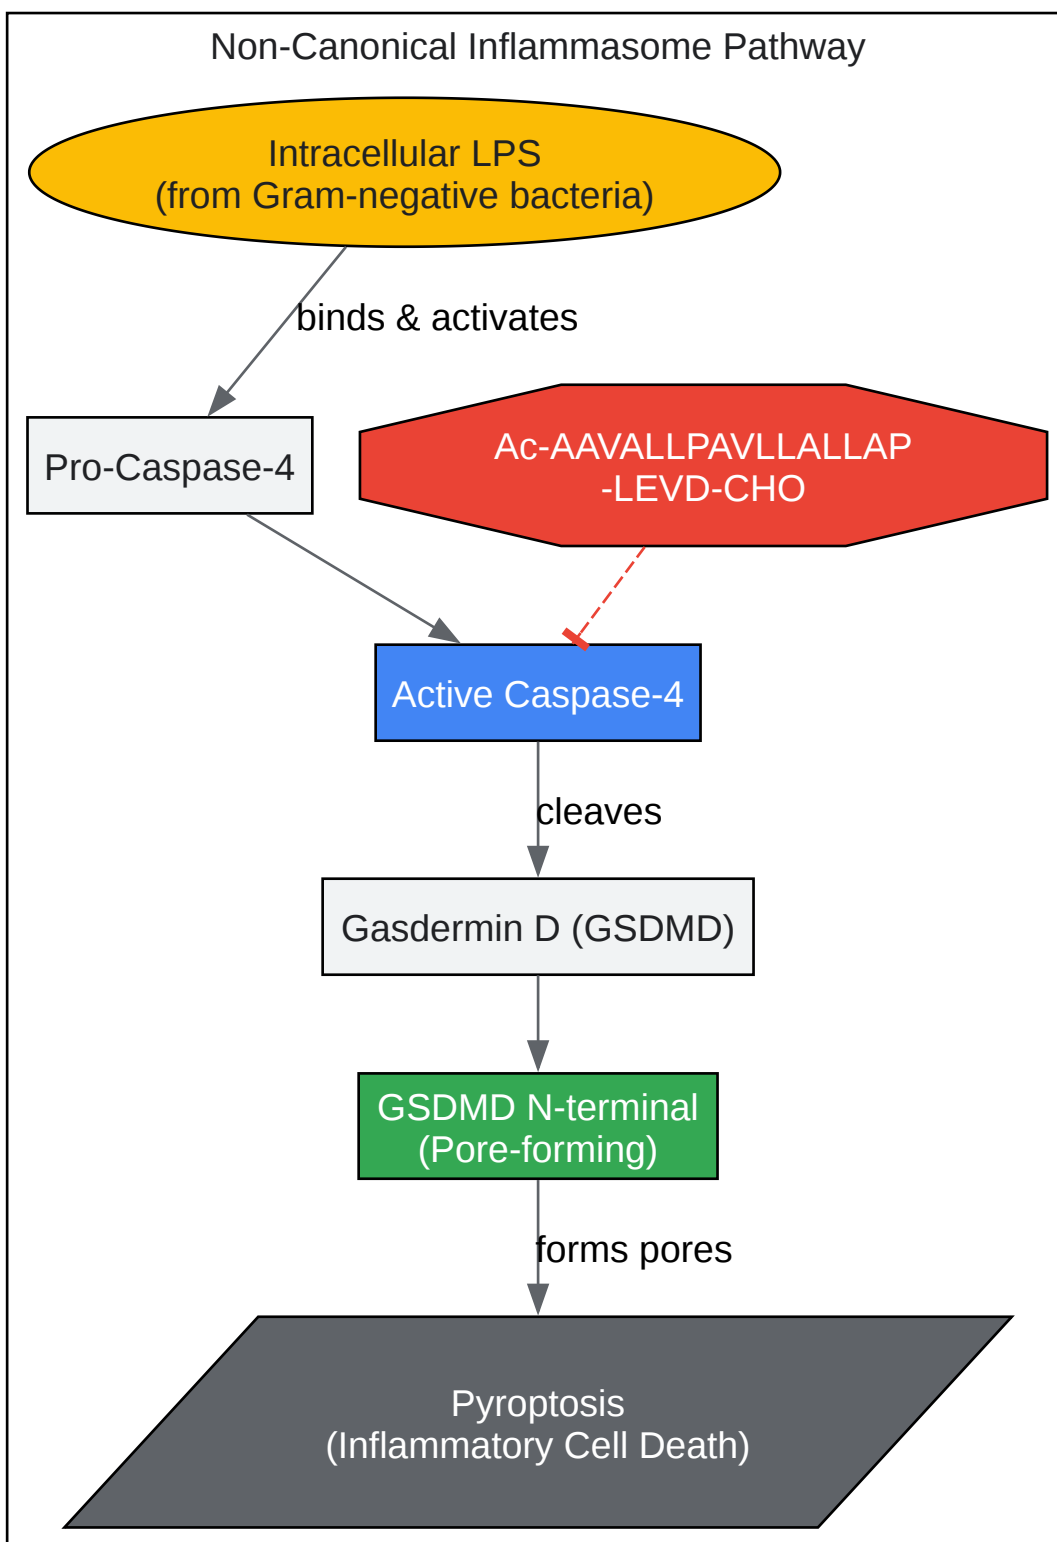 Non-Canonical Inflammasome Pathway
Intracellular LPS
(from Gram-negative bacteria)
binds & activates
Pro-Caspase-4
Ac-AAVALLPAVLLALLAP
-LEVD-CHO
Active Caspase-4
cleaves
Gasdermin D (GSDMD)
GSDMD N-terminal
(Pore-forming)
forms pores
Pyroptosis
(Inflammatory Cell Death)